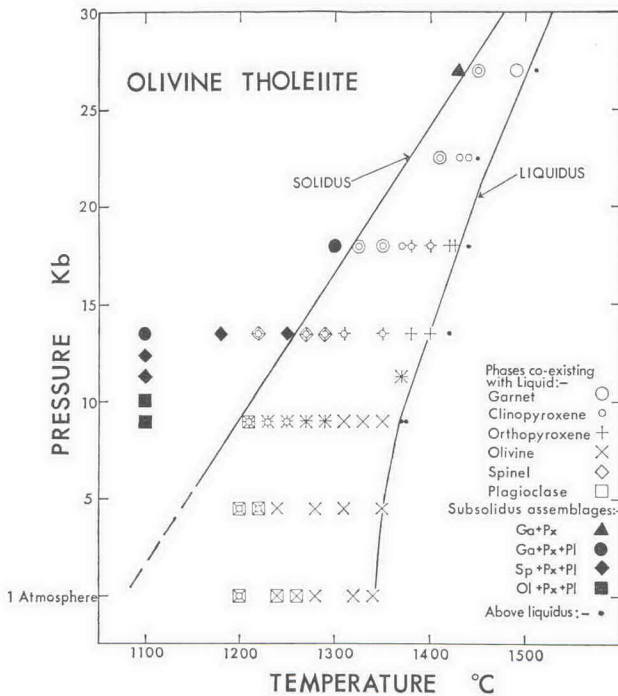 30
OLIVINE THOLEIITE
25
SOLIDUS
LIQUIDUS
20
15
10
5
1 Atmosphere
PRESSURE Kb
Phases co-existing
with Liquid:-
Garnet
Clinopyroxene
Orthopyroxene
Olivine
Spinel
Plagioclase
Subsolidus assemblages:-
Ga+Px
Ga+Px+Pl
Sp+Px+Pl
Ol+Px+Pl
Above liquidus:-
1100 1200 1300 1400 1500
TEMPERATURE °C